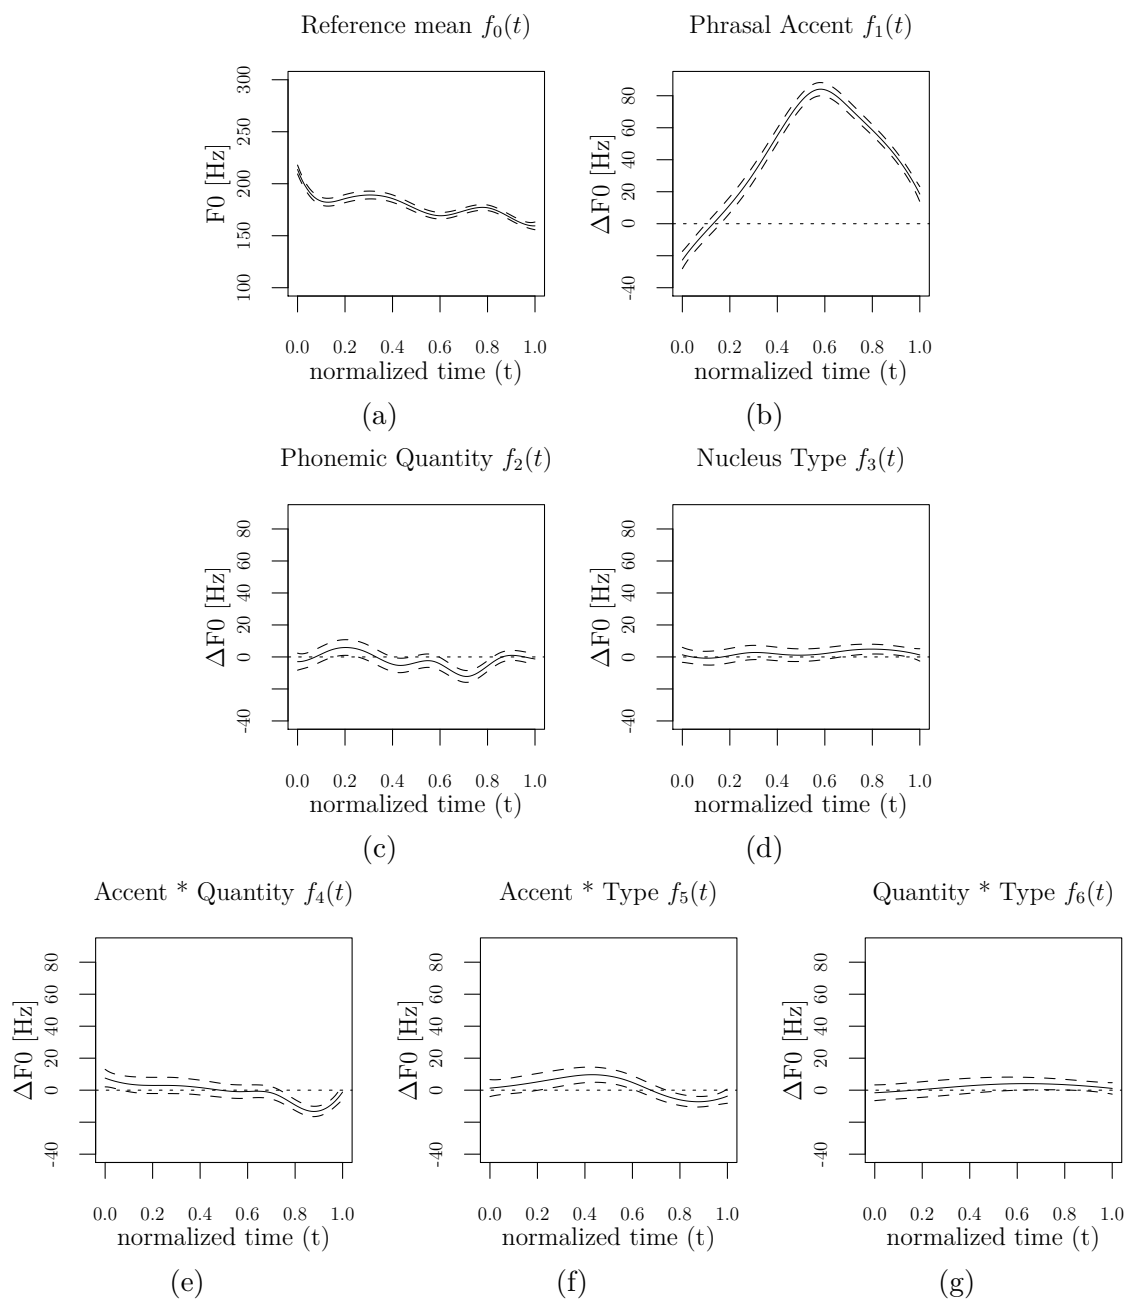 Reference mean f₀(t)
Phrasal Accent f₁(t)
F0 [Hz]
300
250
200
150
100
0.0 0.2 0.4 0.6 0.8 1.0
normalized time (t)
(a)
ΔF0 [Hz]
80
60
40
20
0
-40
0.0 0.2 0.4 0.6 0.8 1.0
normalized time (t)
(b)
Phonemic Quantity f₂(t)
Nucleus Type f₃(t)
ΔF0 [Hz]
80
60
40
20
0
-40
0.0 0.2 0.4 0.6 0.8 1.0
normalized time (t)
(c)
ΔF0 [Hz]
80
60
40
20
0
-40
0.0 0.2 0.4 0.6 0.8 1.0
normalized time (t)
(d)
Accent * Quantity f₄(t)
Accent * Type f₅(t)
Quantity * Type f₆(t)
ΔF0 [Hz]
80
60
40
20
0
-40
0.0 0.2 0.4 0.6 0.8 1.0
normalized time (t)
(e)
ΔF0 [Hz]
80
60
40
20
0
-40
0.0 0.2 0.4 0.6 0.8 1.0
normalized time (t)
(f)
ΔF0 [Hz]
80
60
40
20
0
-40
0.0 0.2 0.4 0.6 0.8 1.0
normalized time (t)
(g)